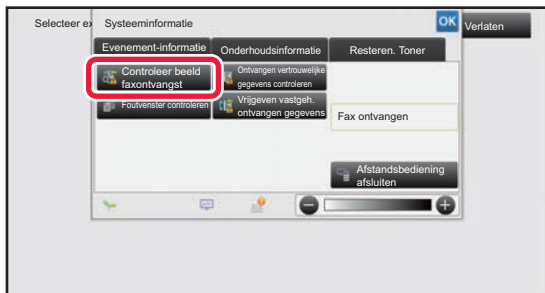 Selecteer ex
Systeeminformatie
OK
Verlaten
Evenement-informatie
Onderhoudsinformatie
Resteren. Toner
Controleer beeld
faxontvangst
Ontvangen vertrouwelijke
gegevens controleren
Foutvenster controleren
Vrijgeven vastgeh.
ontvangen gegevens
Fax ontvangen
Afstandsbediening
afsluiten